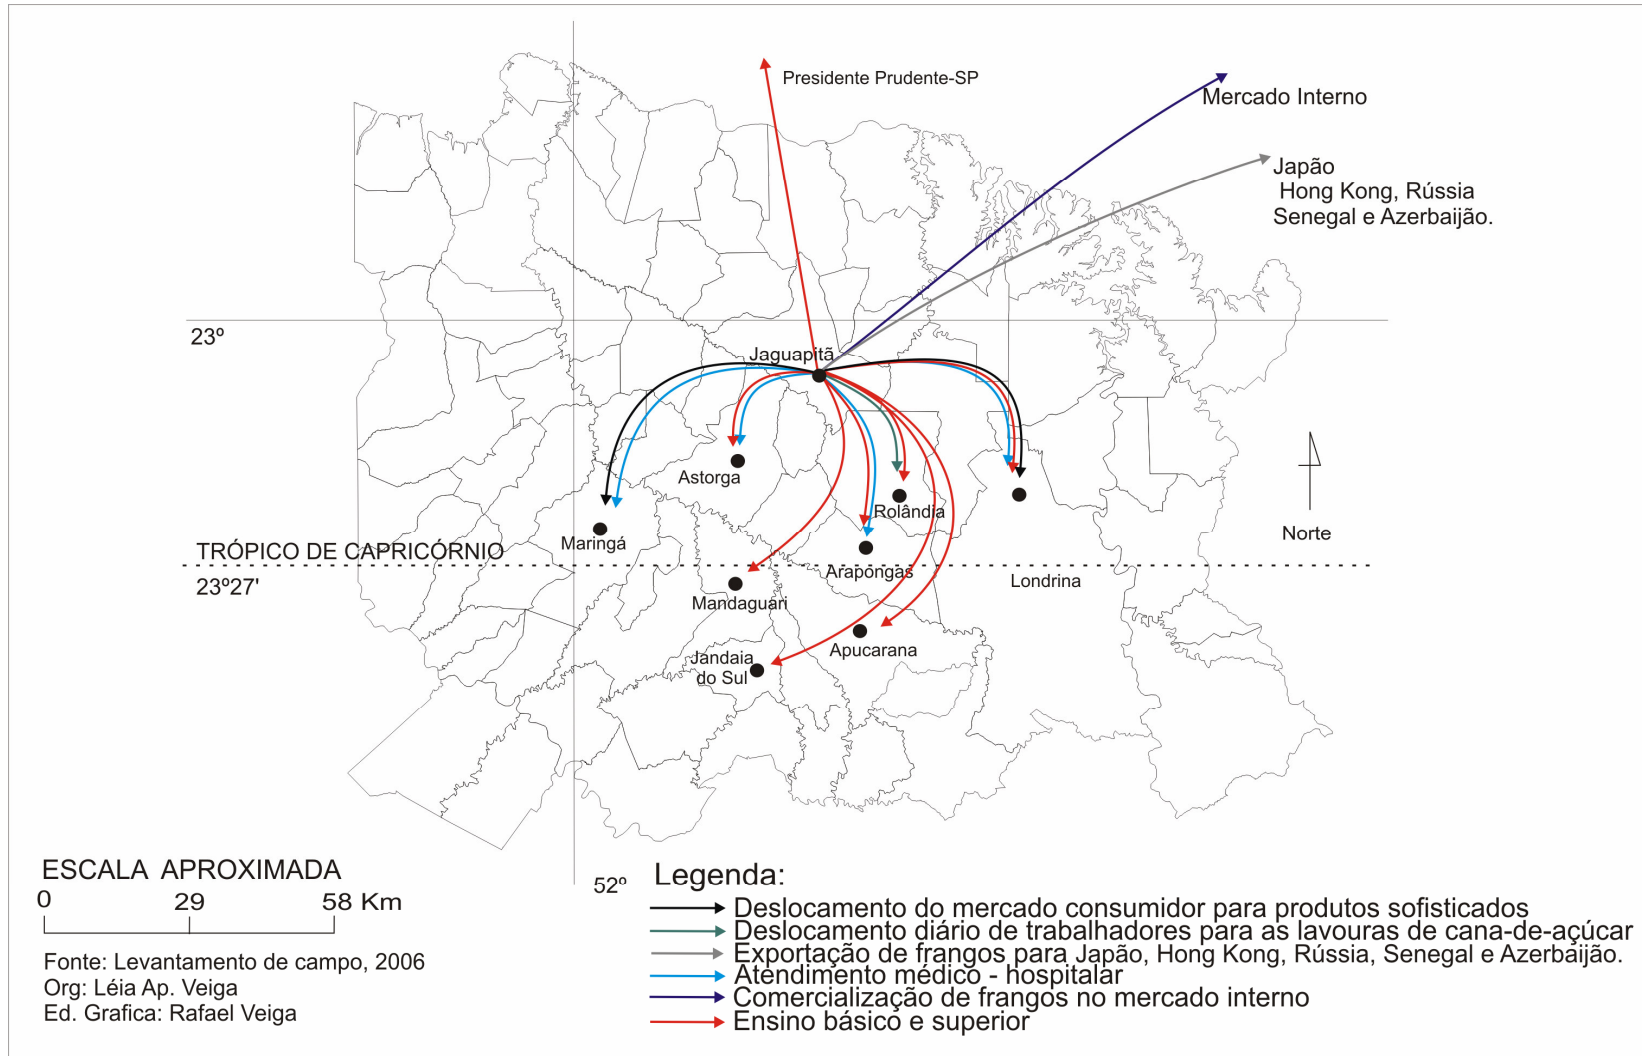 Presidente Prudente-SP
Mercado Interno
Japão
Hong Kong, Rússia
Senegal e Azerbaijão.
23º
Jaguapitã
Astorga
Rolândia
Norte
Maringá
TRÓPICO DE CAPRICÓRNIO
23º27'
Arapongas
Londrina
Mandaguari
Apucarana
Jandaia
do Sul
ESCALA APROXIMADA
0 29 58 Km
52º
Fonte: Levantamento de campo, 2006
Org: Léia Ap. Veiga
Ed. Grafica: Rafael Veiga
Legenda:
Deslocamento do mercado consumidor para produtos sofisticados
Deslocamento diário de trabalhadores para as lavouras de cana-de-açúcar
Exportação de frangos para Japão, Hong Kong, Rússia, Senegal e Azerbaijão.
Atendimento médico - hospitalar
Comercialização de frangos no mercado interno
Ensino básico e superior